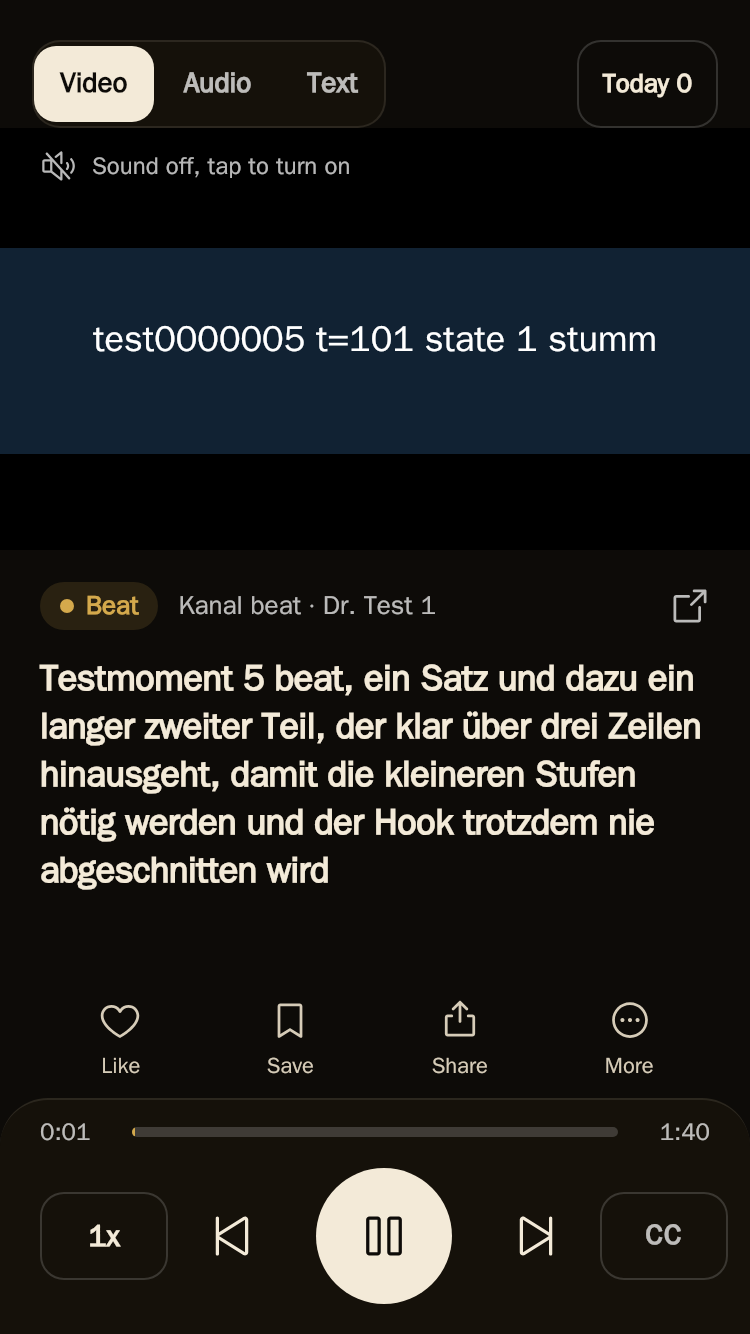 Video Audio Text Today 0
Sound off, tap to turn on
test0000005 t=101 state 1 stumm
Beat Kanal beat · Dr. Test 1
Testmoment 5 beat, ein Satz und dazu ein
langer zweiter Teil, der klar über drei Zeilen
hinausgeht, damit die kleineren Stufen
nötig werden und der Hook trotzdem nie
abgeschnitten wird
Like Save Share More
0:01 1:40
1x CC